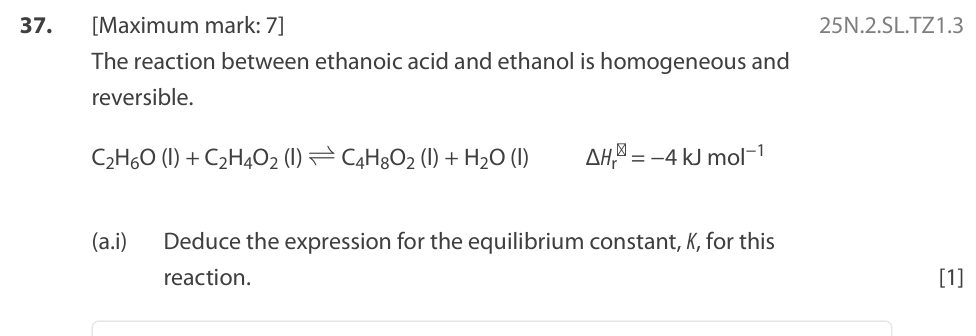 37. [Maximum mark: 7] 25N.2.SL.TZ1.3
The reaction between ethanoic acid and ethanol is homogeneous and
reversible.
C₂H₆O (l) + C₂H₄O₂ (l) ⇌ C₄H₈O₂ (l) + H₂O (l) ΔHᵣ☒ = −4 kJ mol⁻¹
(a.i) Deduce the expression for the equilibrium constant, K, for this
reaction. [1]